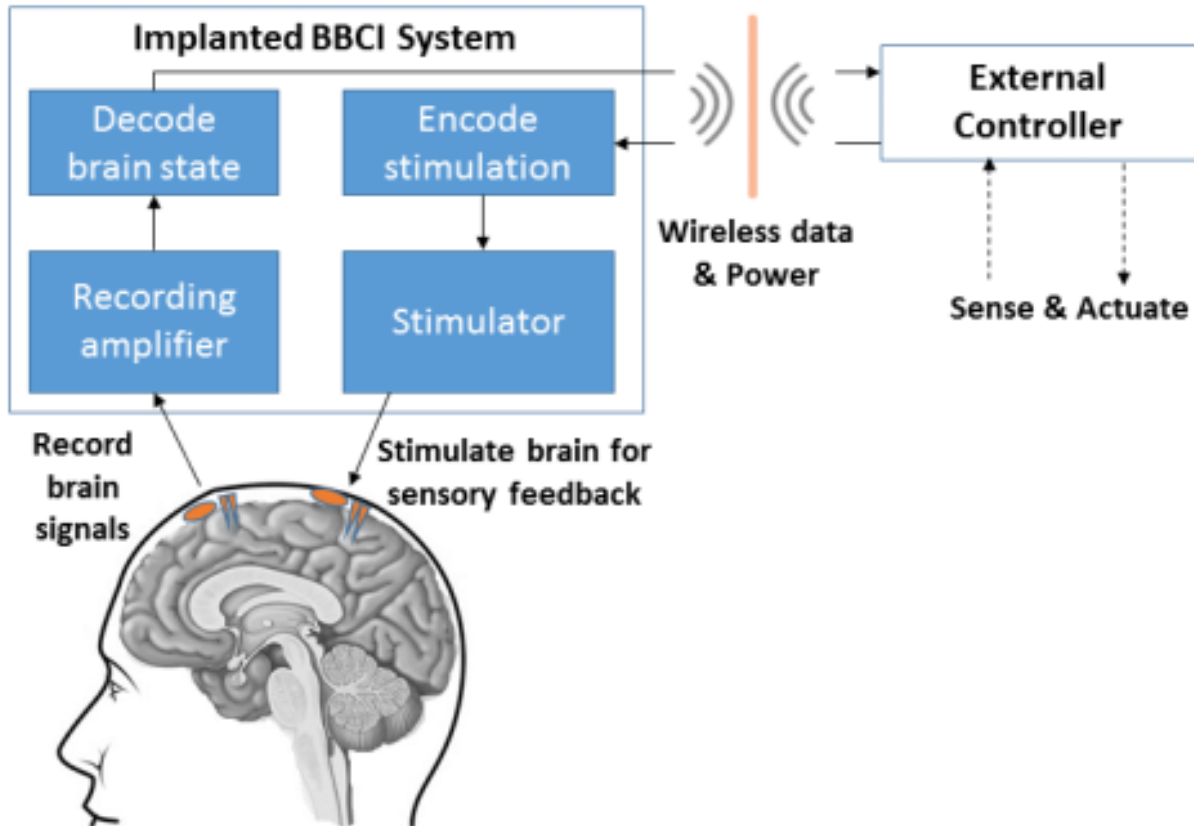 Implanted BBCI System
Decode
brain state
Encode
stimulation
External
Controller
Recording
amplifier
Stimulator
Wireless data
& Power
Sense & Actuate
Record
brain
signals
Stimulate brain for
sensory feedback